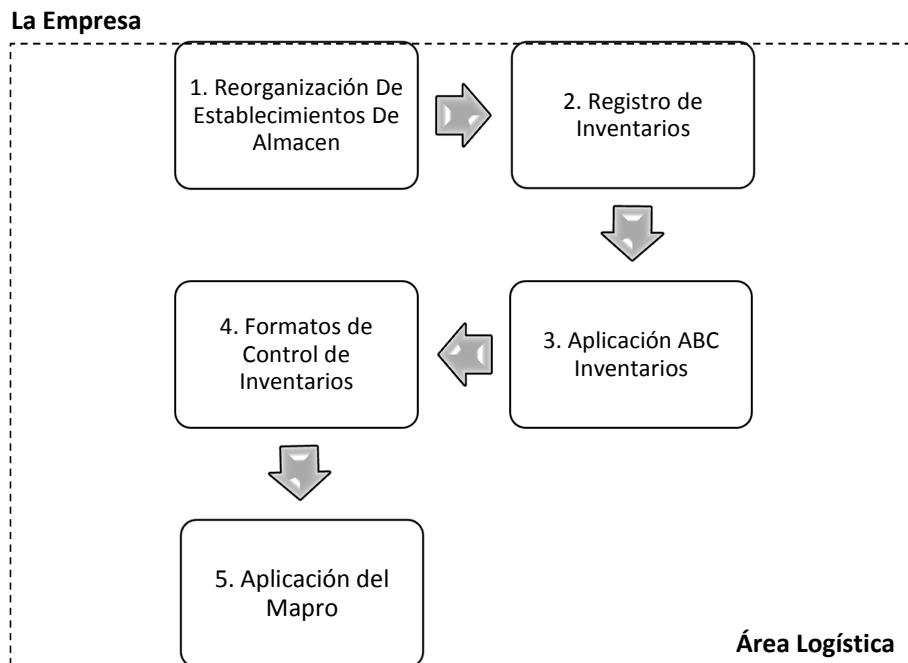 La Empresa
1. Reorganización De
Establecimientos De
Almacen
2. Registro de
Inventarios
3. Aplicación ABC
Inventarios
4. Formatos de
Control de
Inventarios
5. Aplicación del
Mapro
Área Logística